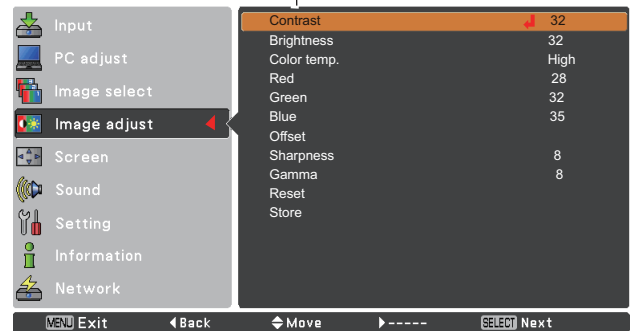 Input
PC adjust
Image select
Image adjust
Screen
Sound
Setting
Information
Network
Contrast 32
Brightness 32
Color temp. High
Red 28
Green 32
Blue 35
Offset
Sharpness 8
Gamma 8
Reset
Store
MENU Exit Back Move ----- SELECT Next